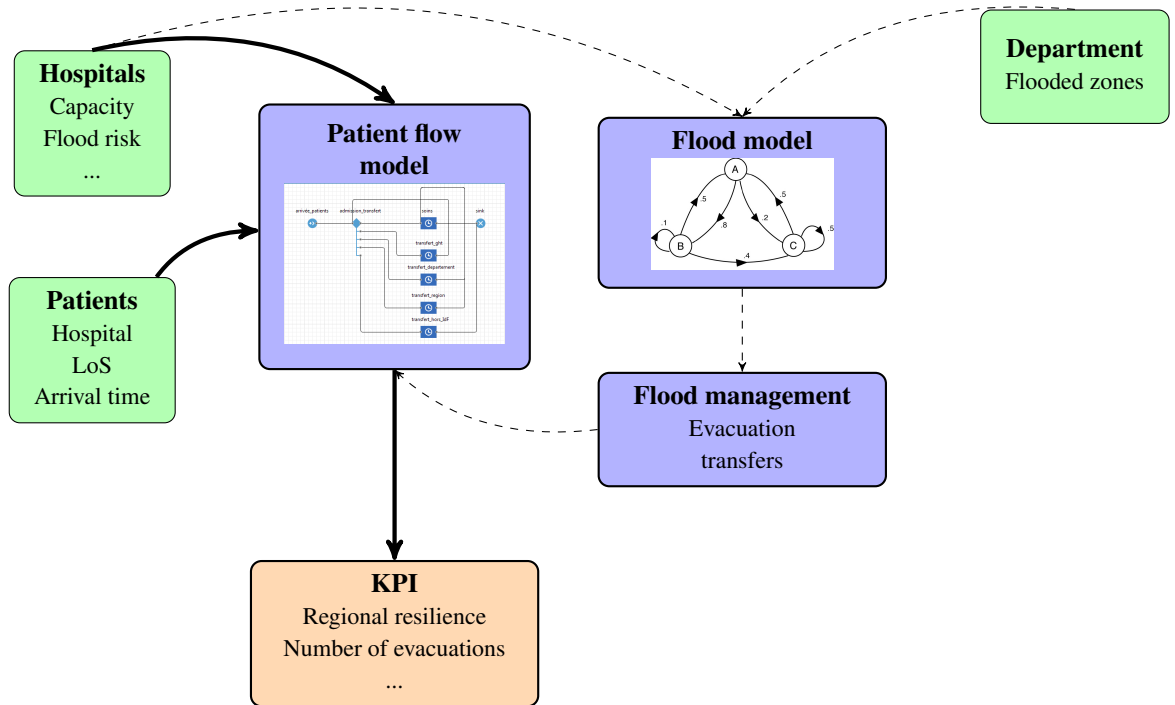 Hospitals
Capacity
Flood risk
...
Department
Flooded zones
Patient flow
model
arrivée_patients
admission_transfert
soins
sink
transfert_ght
transfert_departement
transfert_region
transfert_hors_IdF
Flood model
A
.5
.8
.2
.5
.1
B
C
.5
.4
Patients
Hospital
LoS
Arrival time
Flood management
Evacuation
transfers
KPI
Regional resilience
Number of evacuations
...